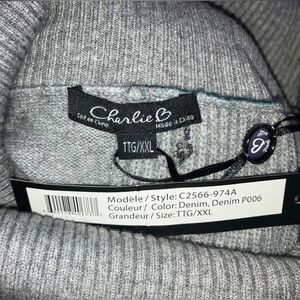 Charlie B
Fait en Chine
Made in China
TTG/XXL
B
Modèle / Style: C2566-974A
Couleur / Color: Denim, Denim P006
Grandeur / Size: TTG/XXL